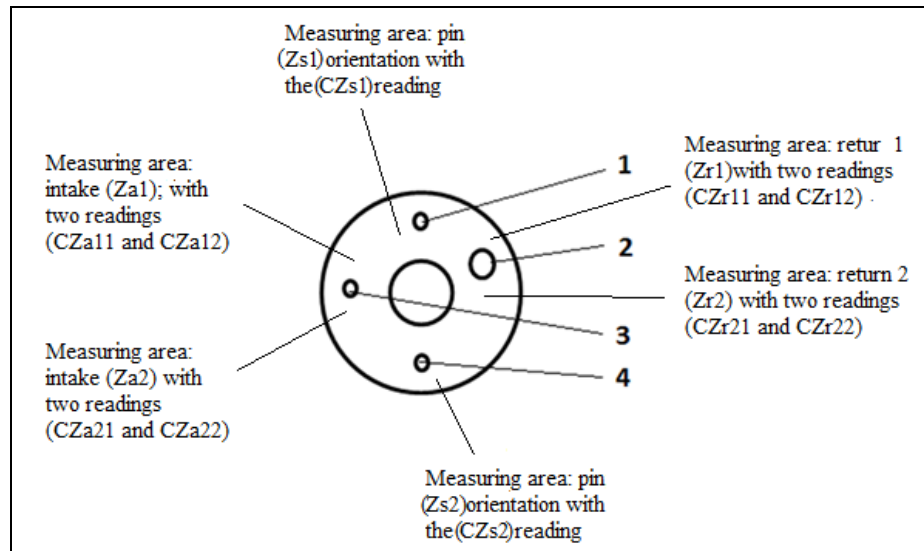 Measuring area: pin
(Zs1)orientation with
the(CZs1)reading
Measuring area:
intake (Za1); with
two readings
(CZa11 and CZa12)
1
Measuring area: retur 1
(Zr1)with two readings
(CZr11 and CZr12)
2
Measuring area: return 2
(Zr2) with two readings
(CZr21 and CZr22)
3
Measuring area:
intake (Za2) with
two readings
(CZa21 and CZa22)
4
Measuring area: pin
(Zs2)orientation with
the(CZs2)reading